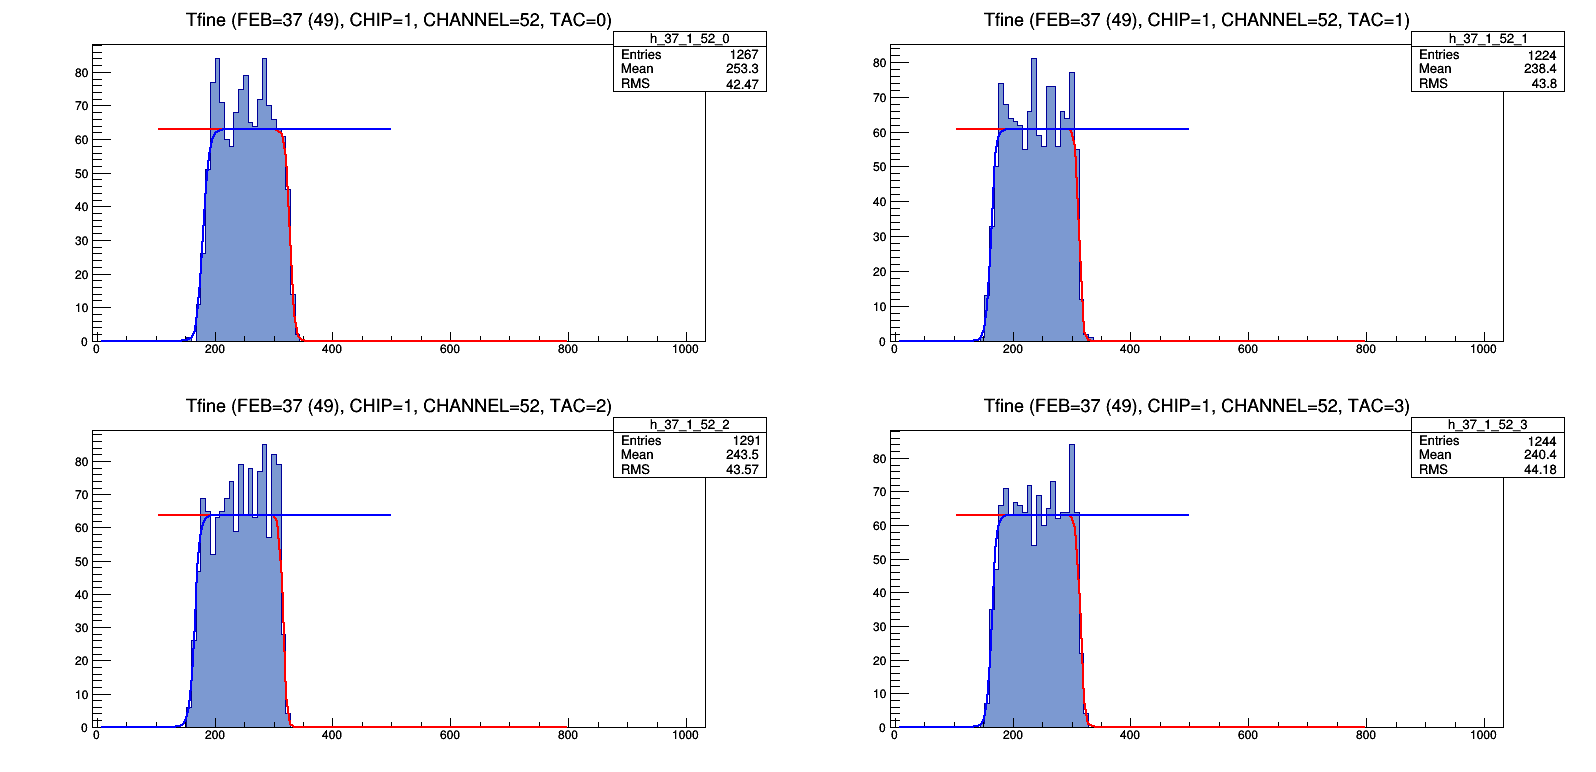 Tfine (FEB=37 (49), CHIP=1, CHANNEL=52, TAC=0)
h_37_1_52_0
Entries 1267
Mean 253.3
RMS 42.47
80
70
60
50
40
30
20
10
0
0 200 400 600 800 1000
Tfine (FEB=37 (49), CHIP=1, CHANNEL=52, TAC=1)
h_37_1_52_1
Entries 1224
Mean 238.4
RMS 43.8
80
70
60
50
40
30
20
10
0
0 200 400 600 800 1000
Tfine (FEB=37 (49), CHIP=1, CHANNEL=52, TAC=2)
h_37_1_52_2
Entries 1291
Mean 243.5
RMS 43.57
80
70
60
50
40
30
20
10
0
0 200 400 600 800 1000
Tfine (FEB=37 (49), CHIP=1, CHANNEL=52, TAC=3)
h_37_1_52_3
Entries 1244
Mean 240.4
RMS 44.18
80
70
60
50
40
30
20
10
0
0 200 400 600 800 1000